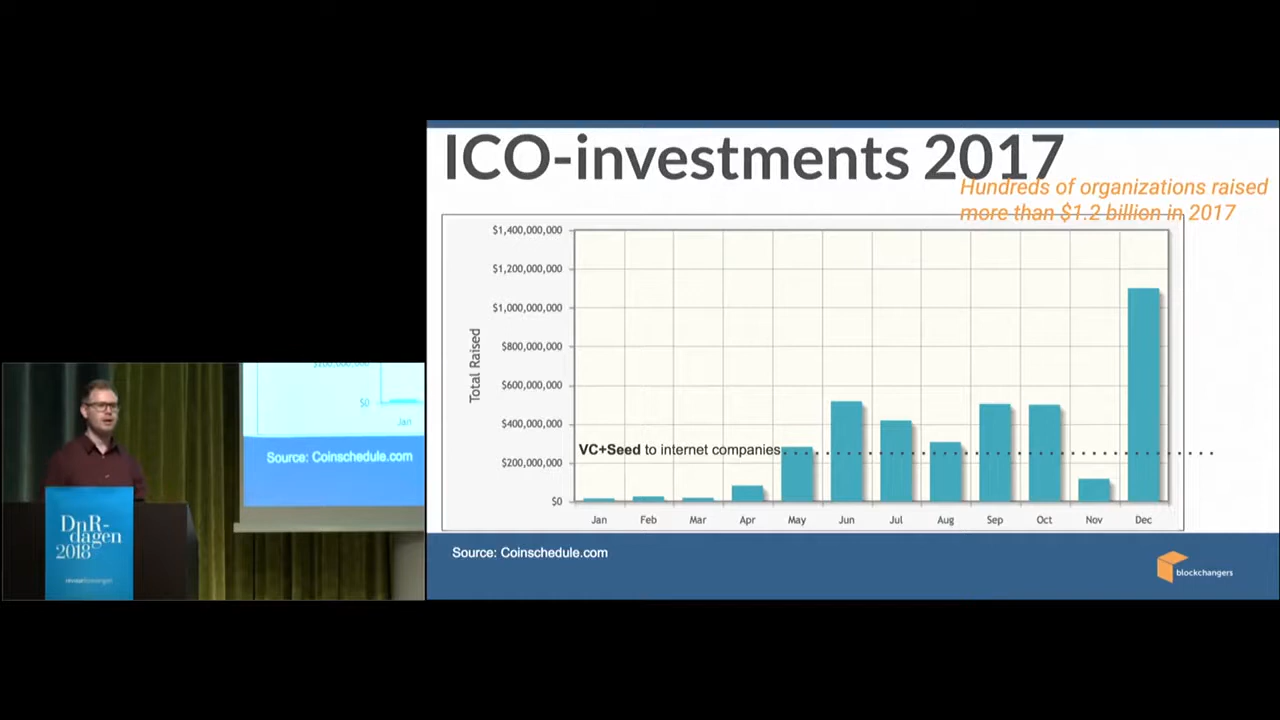 ICO-investments 2017
Hundreds of organizations raised
more than $1.2 billion in 2017
Total Raised
$1,400,000,000
$1,200,000,000
$1,000,000,000
$800,000,000
$600,000,000
$400,000,000
$200,000,000
$0
VC+Seed to internet companies
Jan Feb Mar Apr May Jun Jul Aug Sep Oct Nov Dec
Source: Coinschedule.com
blockchangers
$0
Jan
Source: Coinschedule.com
DnR-
dagen
2018